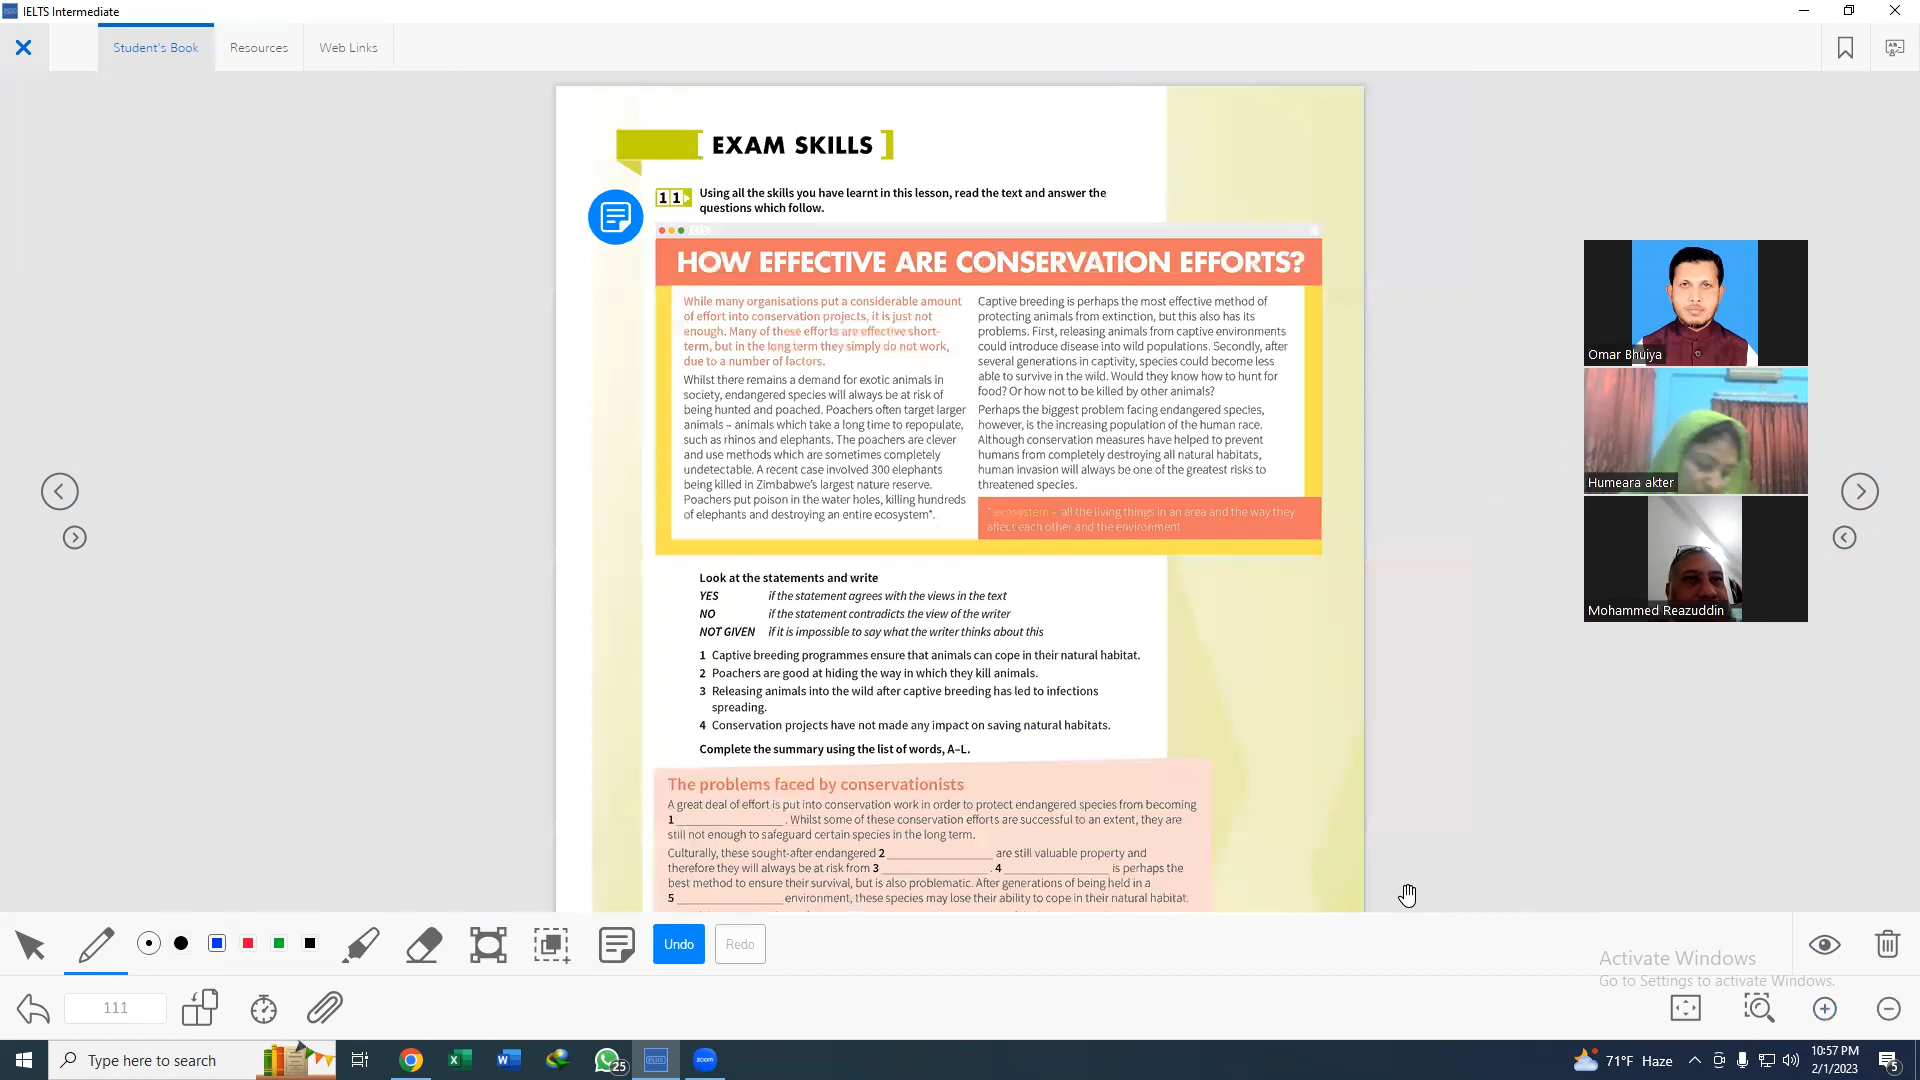 IELTS Intermediate
Student's Book
Resources
Web Links
EXAM SKILLS
11
Using all the skills you have learnt in this lesson, read the text and answer the
questions which follow.
HOW EFFECTIVE ARE CONSERVATION EFFORTS?
While many organisations put a considerable amount
of effort into conservation projects, it is just not
enough. Many of these efforts are effective short-
term, but in the long term they simply do not work,
due to a number of factors.
Whilst there remains a demand for exotic animals in
society, endangered species will always be at risk of
being hunted and poached. Poachers often target larger
animals – animals which take a long time to repopulate,
such as rhinos and elephants. The poachers are clever
and use methods which are sometimes completely
undetectable. A recent case involved 300 elephants
being killed in Zimbabwe's largest nature reserve.
Poachers put poison in the water holes, killing hundreds
of elephants and destroying an entire ecosystem*.
Captive breeding is perhaps the most effective method of
protecting animals from extinction, but this also has its
problems. First, releasing animals from captive environments
could introduce disease into wild populations. Secondly, after
several generations in captivity, species could become less
able to survive in the wild. Would they know how to hunt for
food? Or how not to be killed by other animals?
Perhaps the biggest problem facing endangered species,
however, is the increasing population of the human race.
Although conservation measures have helped to prevent
humans from completely destroying all natural habitats,
human invasion will always be one of the greatest risks to
threatened species.
* ecosystem – all the living things in an area and the way they
affect each other and the environment
Look at the statements and write
YES if the statement agrees with the views in the text
NO if the statement contradicts the view of the writer
NOT GIVEN if it is impossible to say what the writer thinks about this
1 Captive breeding programmes ensure that animals can cope in their natural habitat.
2 Poachers are good at hiding the way in which they kill animals.
3 Releasing animals into the wild after captive breeding has led to infections
spreading.
4 Conservation projects have not made any impact on saving natural habitats.
Complete the summary using the list of words, A–L.
The problems faced by conservationists
A great deal of effort is put into conservation work in order to protect endangered species from becoming
1 ____________ . Whilst some of these conservation efforts are successful to an extent, they are
still not enough to safeguard certain species in the long term.
Culturally, these sought-after endangered 2 ____________ are still valuable property and
therefore they will always be at risk from 3 ____________ . 4 ____________ is perhaps the
best method to ensure their survival, but is also problematic. After generations of being held in a
5 ____________ environment, these species may lose their ability to cope in their natural habitat.
Omar Bhuiya
Humeara akter
Mohammed Reazuddin
Undo
Redo
Activate Windows
Go to Settings to activate Windows.
111
Type here to search
25
PLUS
zoom
71°F Haze
10:57 PM
2/1/2023
5